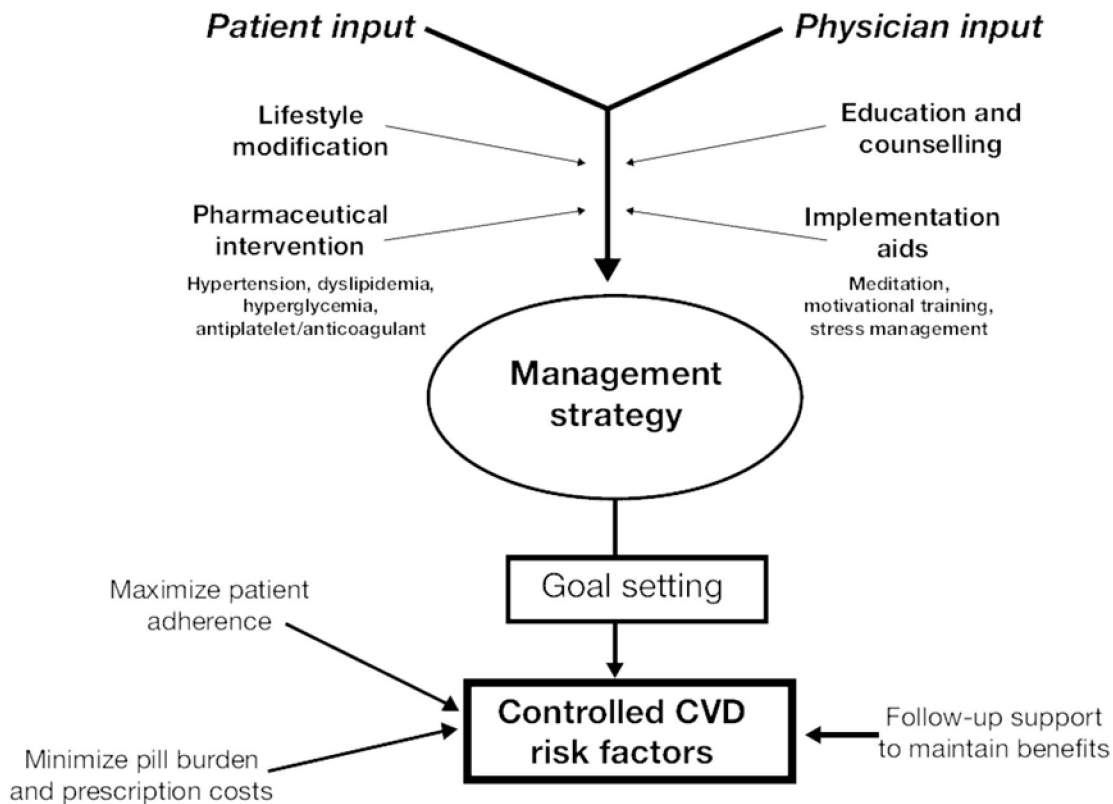 Patient input
Physician input
Lifestyle
modification
Education and
counselling
Pharmaceutical
intervention
Hypertension, dyslipidemia,
hyperglycemia,
antiplatelet/anticoagulant
Implementation
aids
Meditation,
motivational training,
stress management
Management
strategy
Goal setting
Maximize patient
adherence
Controlled CVD
risk factors
Minimize pill burden
and prescription costs
Follow-up support
to maintain benefits